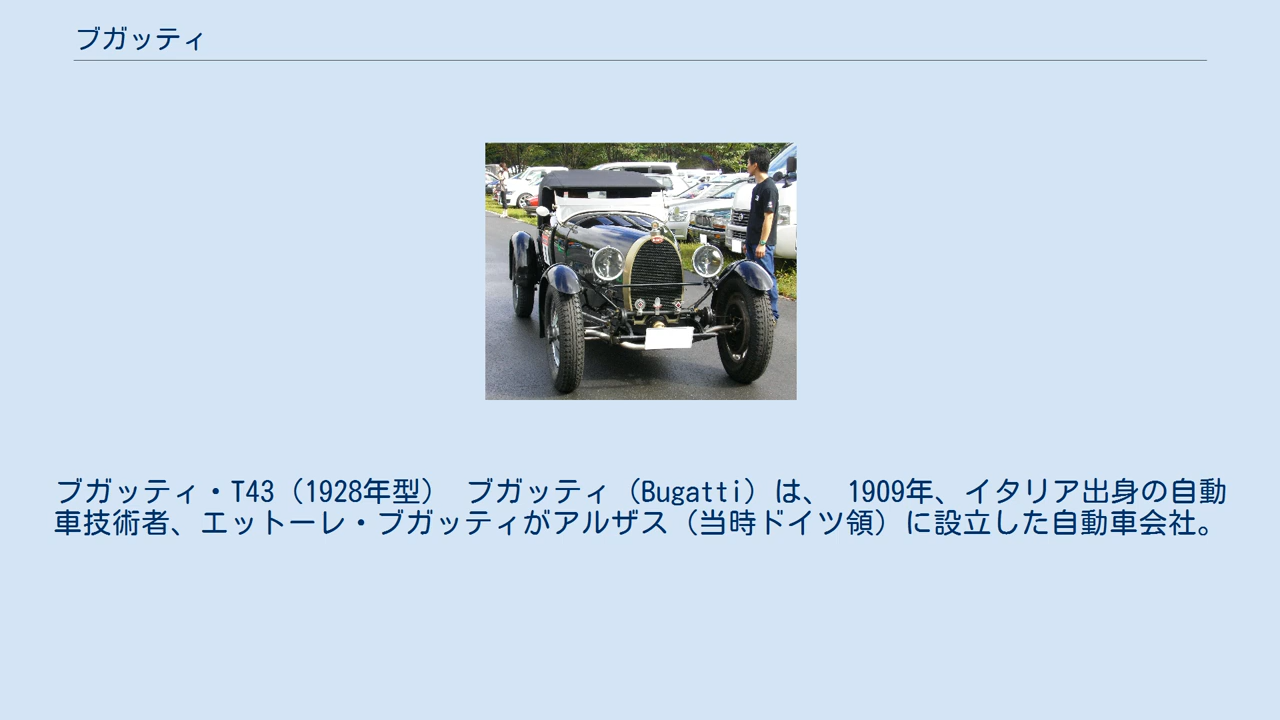 ブガッティ
ブガッティ・T43（1928年型） ブガッティ（Bugatti）は、 1909年、イタリア出身の自動
車技術者、エットーレ・ブガッティがアルザス（当時ドイツ領）に設立した自動車会社。